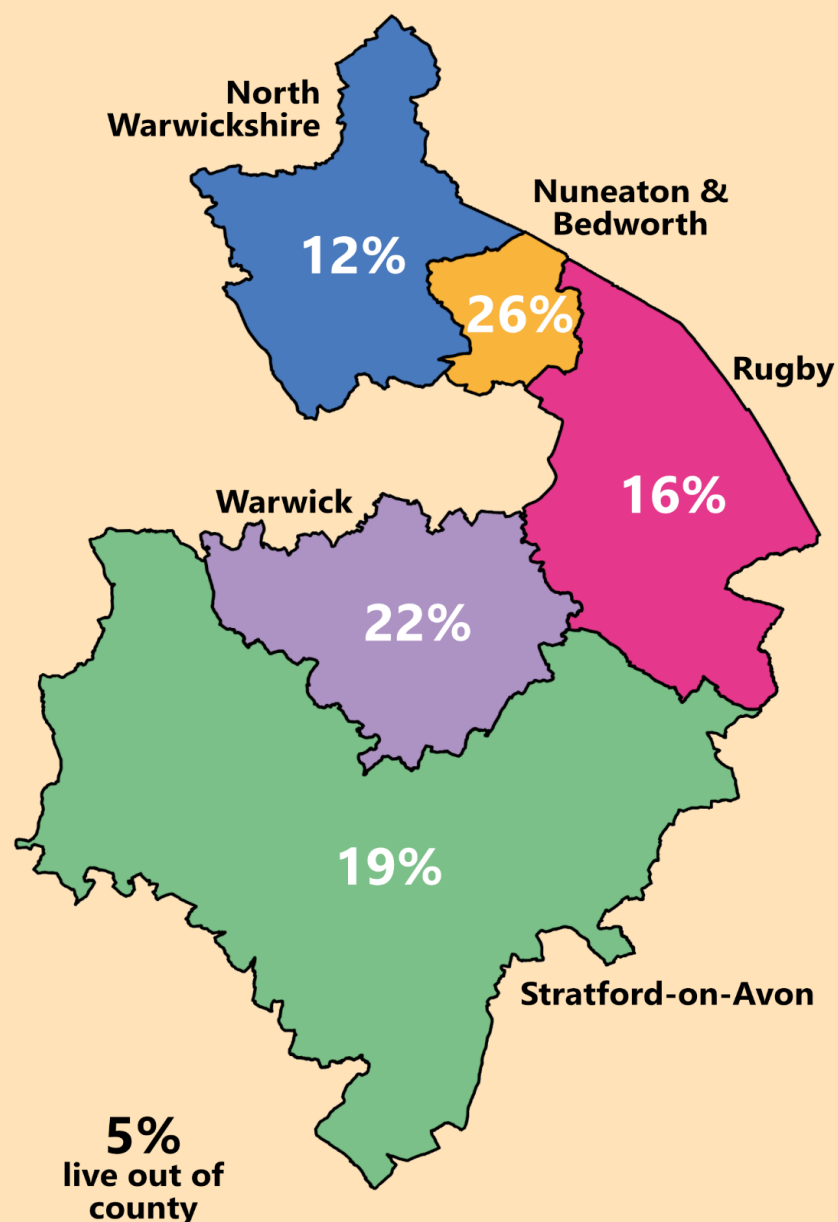 North
Warwickshire
Nuneaton &
Bedworth
12%
26%
Rugby
16%
Warwick
22%
19%
Stratford-on-Avon
5%
live out of
county